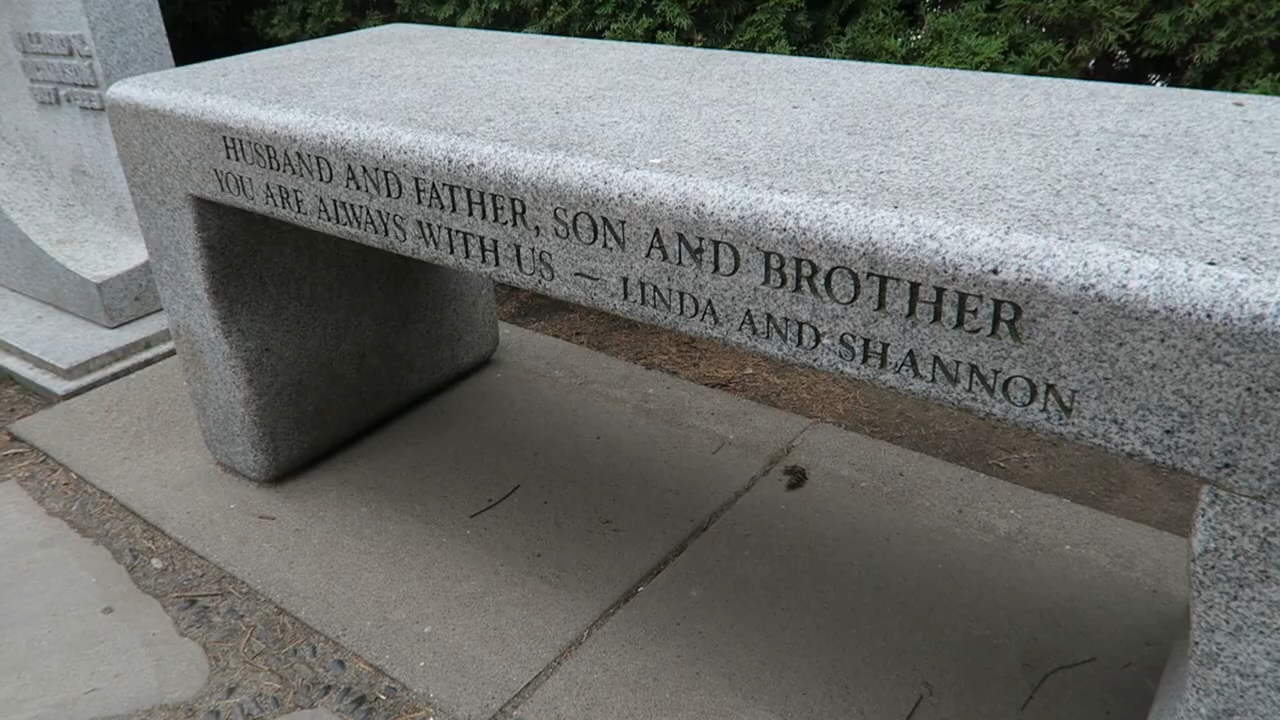 HUSBAND AND FATHER, SON AND BROTHER
YOU ARE ALWAYS WITH US — LINDA AND SHANNON